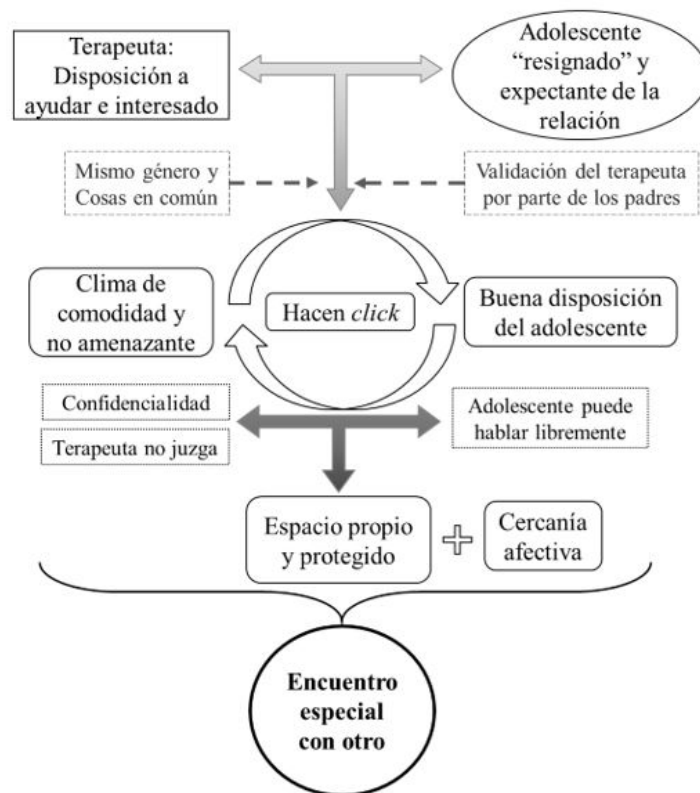 Terapeuta:
Disposición a
ayudar e interesado
Adolescente
“resignado” y
expectante de la
relación
Mismo género y
Cosas en común
Validación del terapeuta
por parte de los padres
Clima de
comodidad y
no amenazante
Hacen click
Buena disposición
del adolescente
Confidencialidad
Terapeuta no juzga
Adolescente puede
hablar libremente
Espacio propio
y protegido
Cercanía
afectiva
Encuentro
especial
con otro